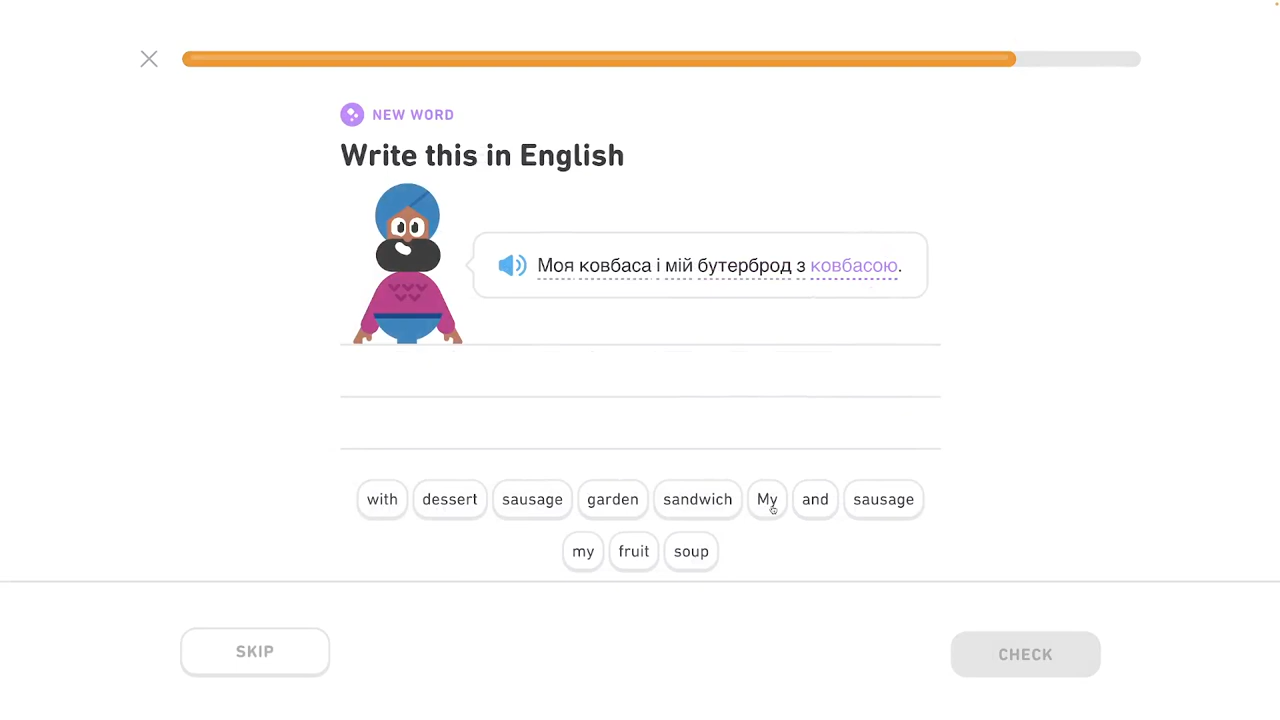 NEW WORD
Write this in English
Моя ковбаса і мій бутерброд з ковбасою.
with dessert sausage garden sandwich My and sausage
my fruit soup
SKIP CHECK